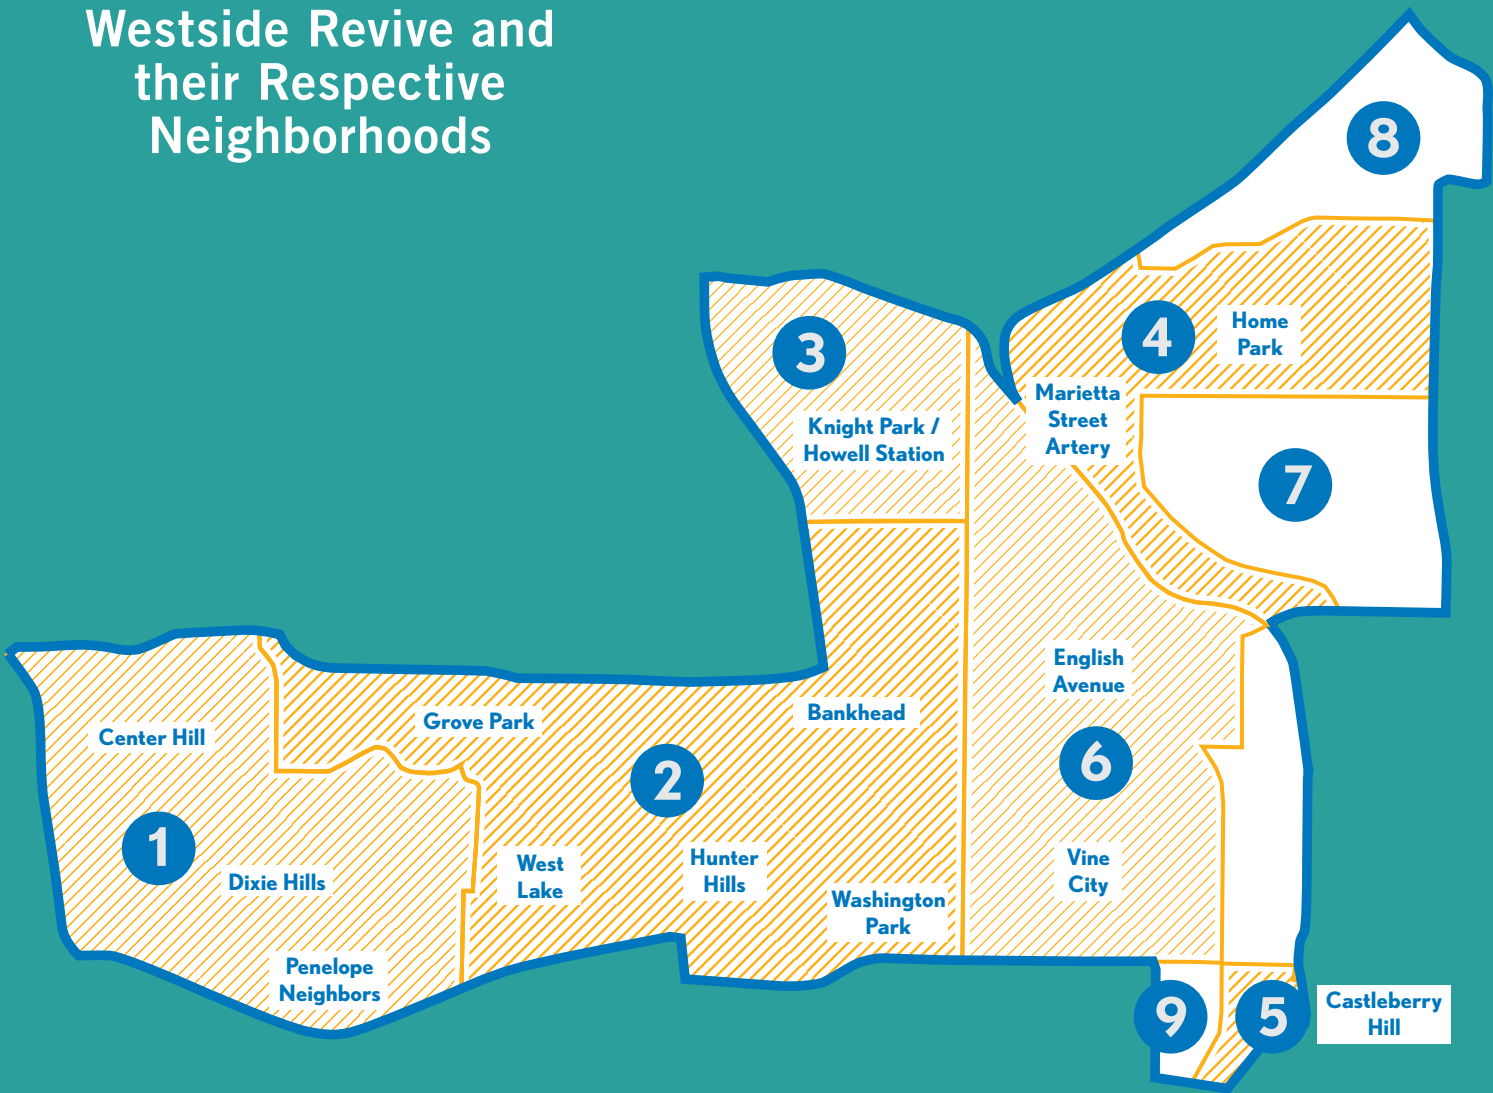 Westside Revive and
their Respective
Neighborhoods
8
4
Home
Park
3
Knight Park /
Howell Station
Marietta
Street
Artery
7
English
Avenue
Bankhead
Grove Park
Center Hill
2
6
1
Dixie Hills
West
Lake
Hunter
Hills
Vine
City
Washington
Park
Penelope
Neighbors
9
5
Castleberry
Hill